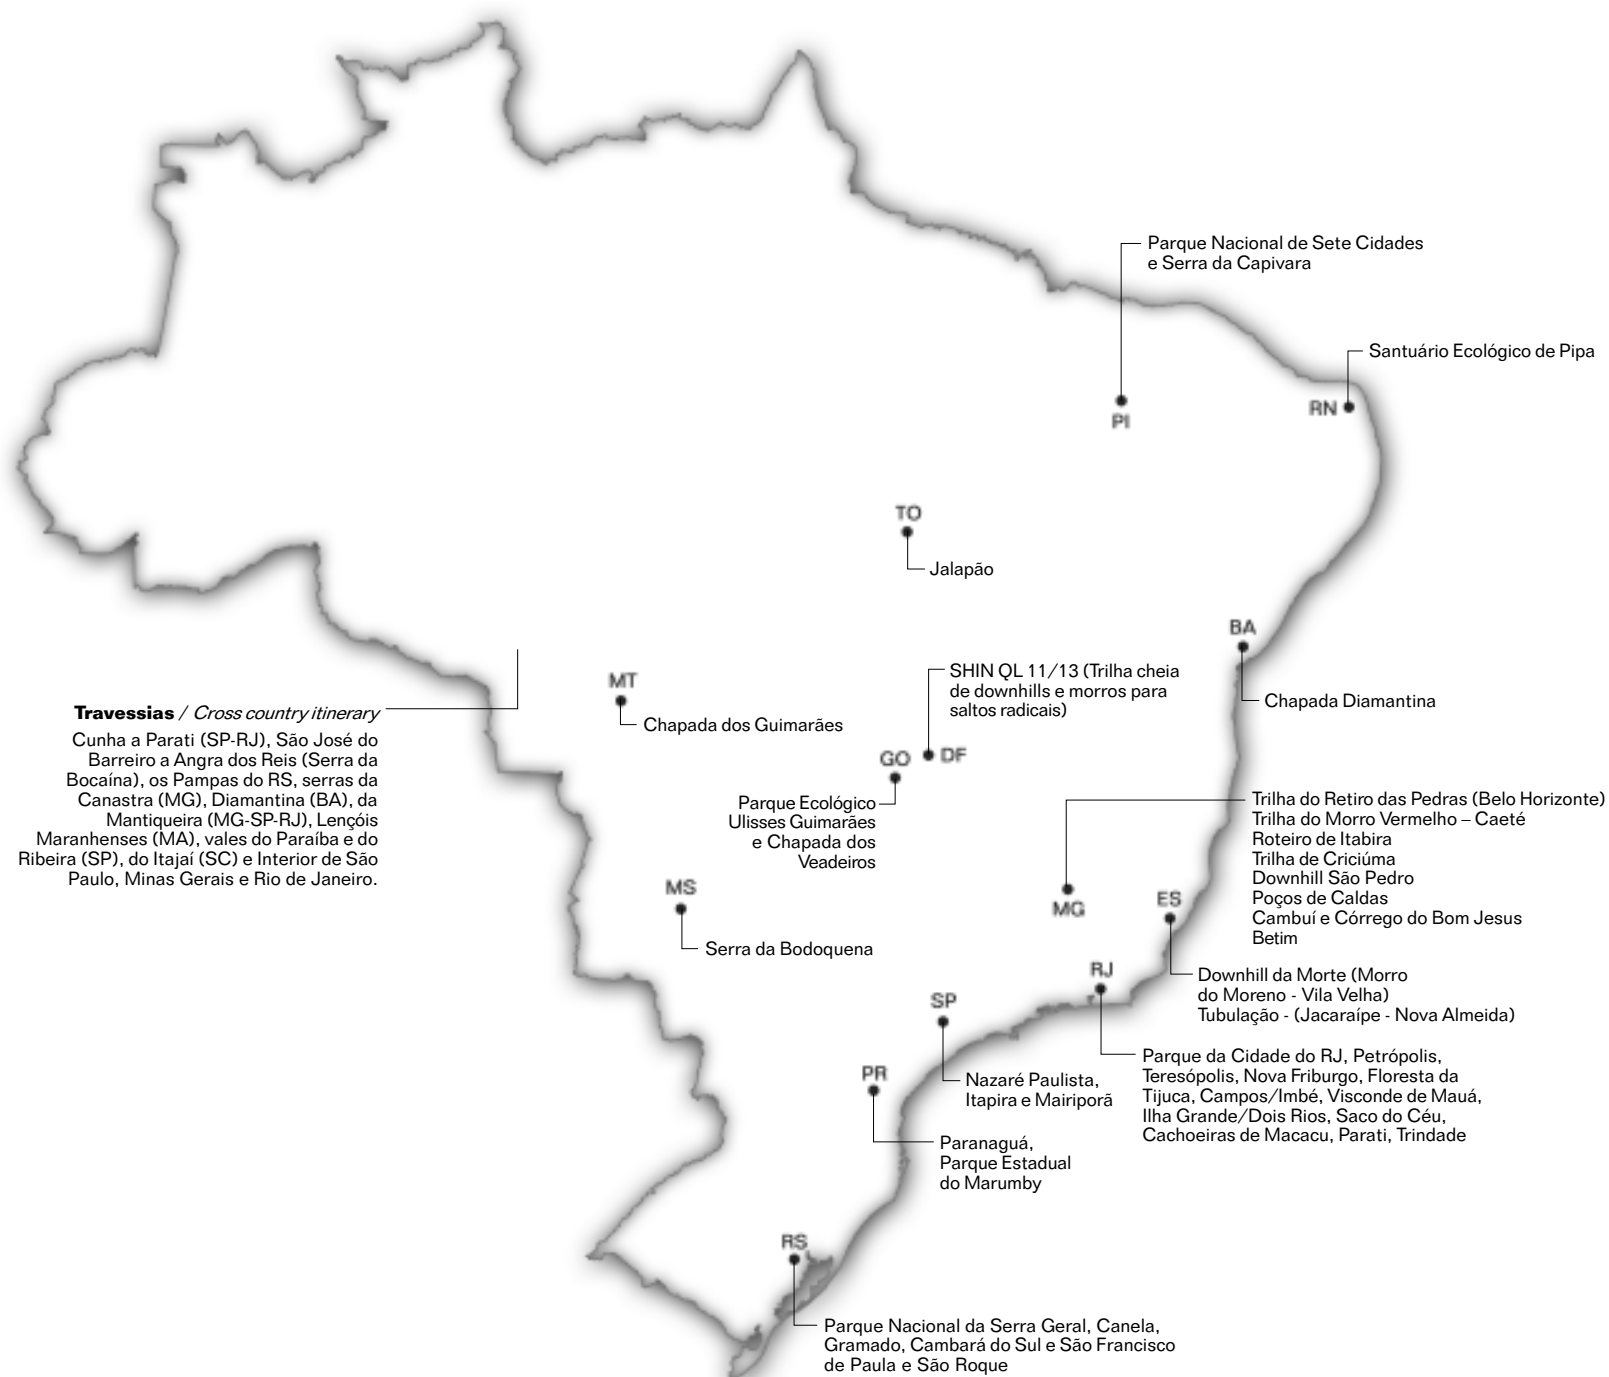 Parque Nacional de Sete Cidades
e Serra da Capivara
Santuário Ecológico de Pipa
RN
PI
TO
Jalapão
BA
Chapada Diamantina
SHIN QL 11/13 (Trilha cheia
de downhills e morros para
saltos radicais)
MT
Chapada dos Guimarães
Travessias / Cross country itinerary
Cunha a Parati (SP-RJ), São José do
Barreiro a Angra dos Reis (Serra da
Bocaína), os Pampas do RS, serras da
Canastra (MG), Diamantina (BA), da
Mantiqueira (MG-SP-RJ), Lençóis
Maranhenses (MA), vales do Paraíba e do
Ribeira (SP), do Itajaí (SC) e Interior de São
Paulo, Minas Gerais e Rio de Janeiro.
GO
DF
Parque Ecológico
Ulisses Guimarães
e Chapada dos
Veadeiros
Trilha do Retiro das Pedras (Belo Horizonte)
Trilha do Morro Vermelho – Caeté
Roteiro de Itabira
Trilha de Criciúma
Downhill São Pedro
Poços de Caldas
Cambuí e Córrego do Bom Jesus
Betim
MG
MS
Serra da Bodoquena
ES
Downhill da Morte (Morro
do Moreno - Vila Velha)
Tubulação - (Jacaraípe - Nova Almeida)
RJ
Parque da Cidade do RJ, Petrópolis,
Teresópolis, Nova Friburgo, Floresta da
Tijuca, Campos/Imbé, Visconde de Mauá,
Ilha Grande/Dois Rios, Saco do Céu,
Cachoeiras de Macacu, Parati, Trindade
SP
Nazaré Paulista,
Itapira e Mairiporã
PR
Paranaguá,
Parque Estadual
do Marumby
RS
Parque Nacional da Serra Geral, Canela,
Gramado, Cambará do Sul e São Francisco
de Paula e São Roque